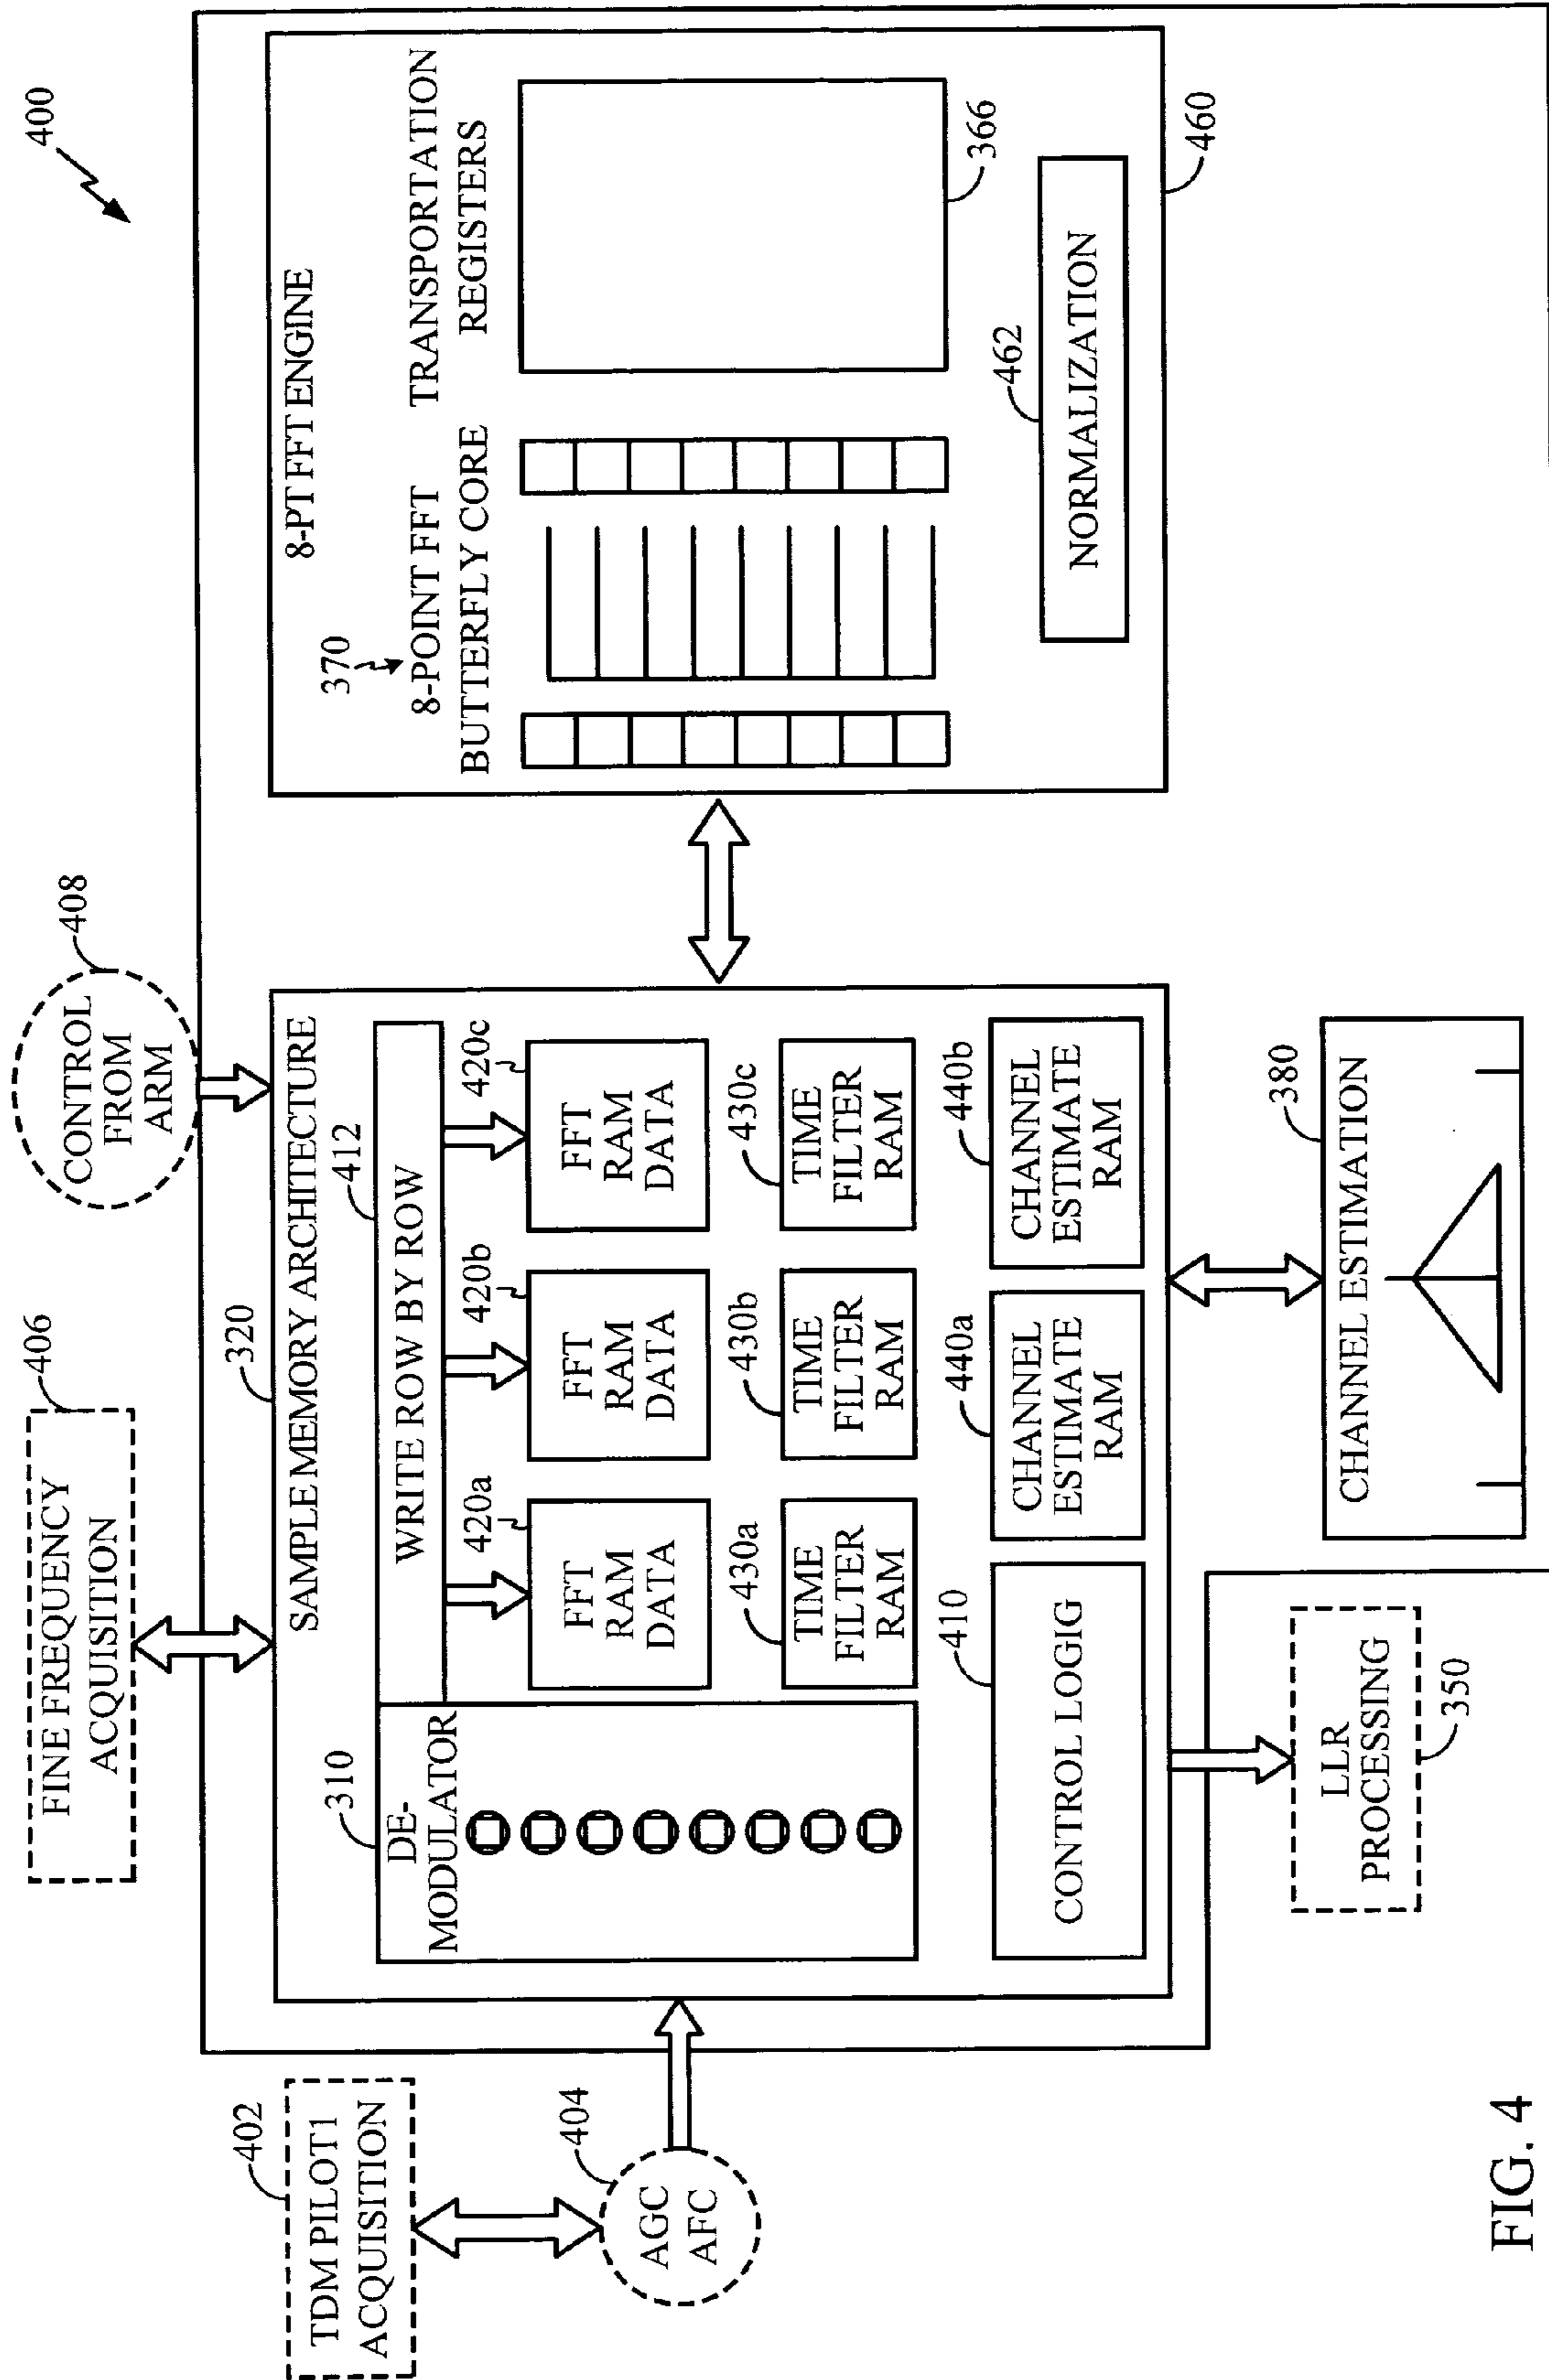 400
402
TDM PILOT1
ACQUISITION
404
AGC
AFC
FINE FREQUENCY
ACQUISITION
406
CONTROL
FROM
ARM
408
320
SAMPLE MEMORY ARCHITECTURE
310
DE-
MODULATOR
WRITE ROW BY ROW
412
420a
FFT
RAM
DATA
420b
FFT
RAM
DATA
420c
FFT
RAM
DATA
430a
TIME
FILTER
RAM
430b
TIME
FILTER
RAM
430c
TIME
FILTER
RAM
410
CONTROL LOGIG
440a
CHANNEL
ESTIMATE
RAM
440b
CHANNEL
ESTIMATE
RAM
8-PT FFT ENGINE
370
8-POINT FFT
BUTTERFLY CORE
TRANSPORTATION
REGISTERS
366
462
NORMALIZATION
460
LLR
PROCESSING
350
380
CHANNEL ESTIMATION
FIG. 4